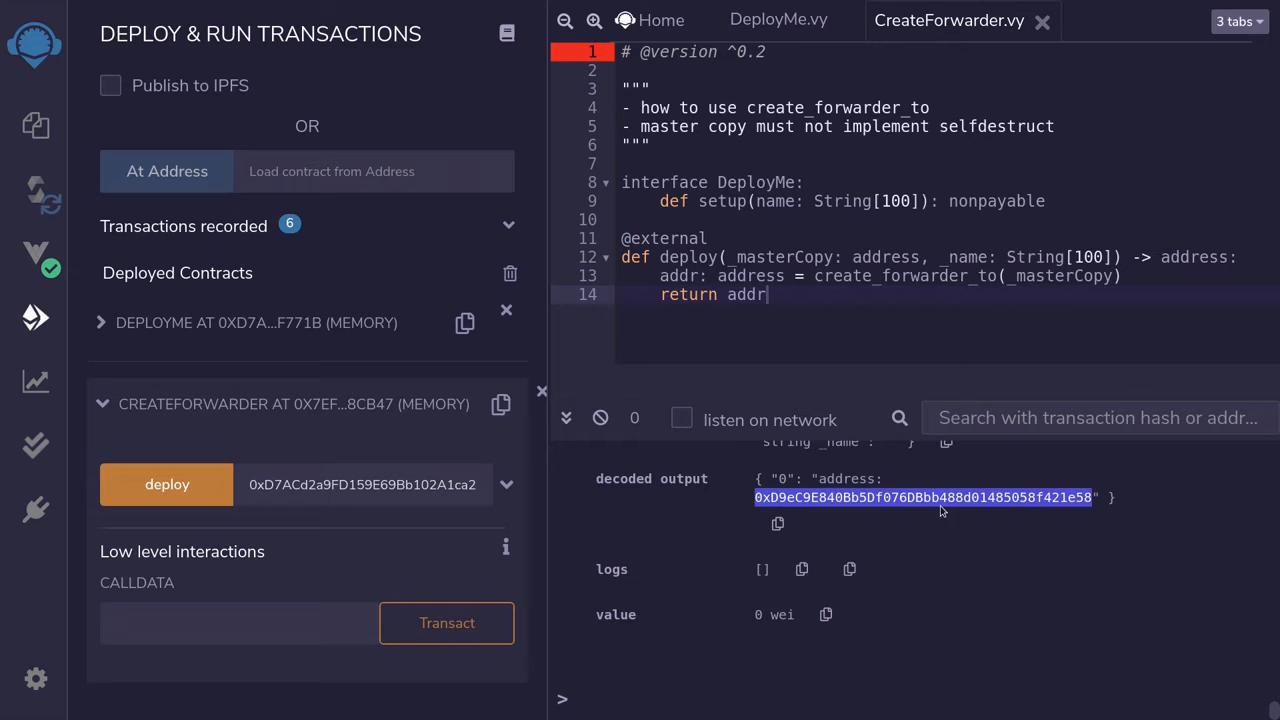 DEPLOY & RUN TRANSACTIONS
Publish to IPFS
OR
At Address
Load contract from Address
Transactions recorded 6
Deployed Contracts
DEPLOYME AT 0XD7A...F771B (MEMORY)
CREATEFORWARDER AT 0X7EF...8CB47 (MEMORY)
deploy
0xD7ACd2a9FD159E69Bb102A1ca2
Low level interactions
CALLDATA
Transact
Home
DeployMe.vy
CreateForwarder.vy
3 tabs
1 # @version ^0.2
2
3 """
4 - how to use create_forwarder_to
5 - master copy must not implement selfdestruct
6 """
7
8 interface DeployMe:
9 def setup(name: String[100]): nonpayable
10
11 @external
12 def deploy(_masterCopy: address, _name: String[100]) -> address:
13 addr: address = create_forwarder_to(_masterCopy)
14 return addr
0
listen on network
Search with transaction hash or addr...
"string _name": " }
decoded output
{ "0": "address:
0xD9eC9E840Bb5Df076DBbb488d01485058f421e58" }
logs
[]
value
0 wei
>